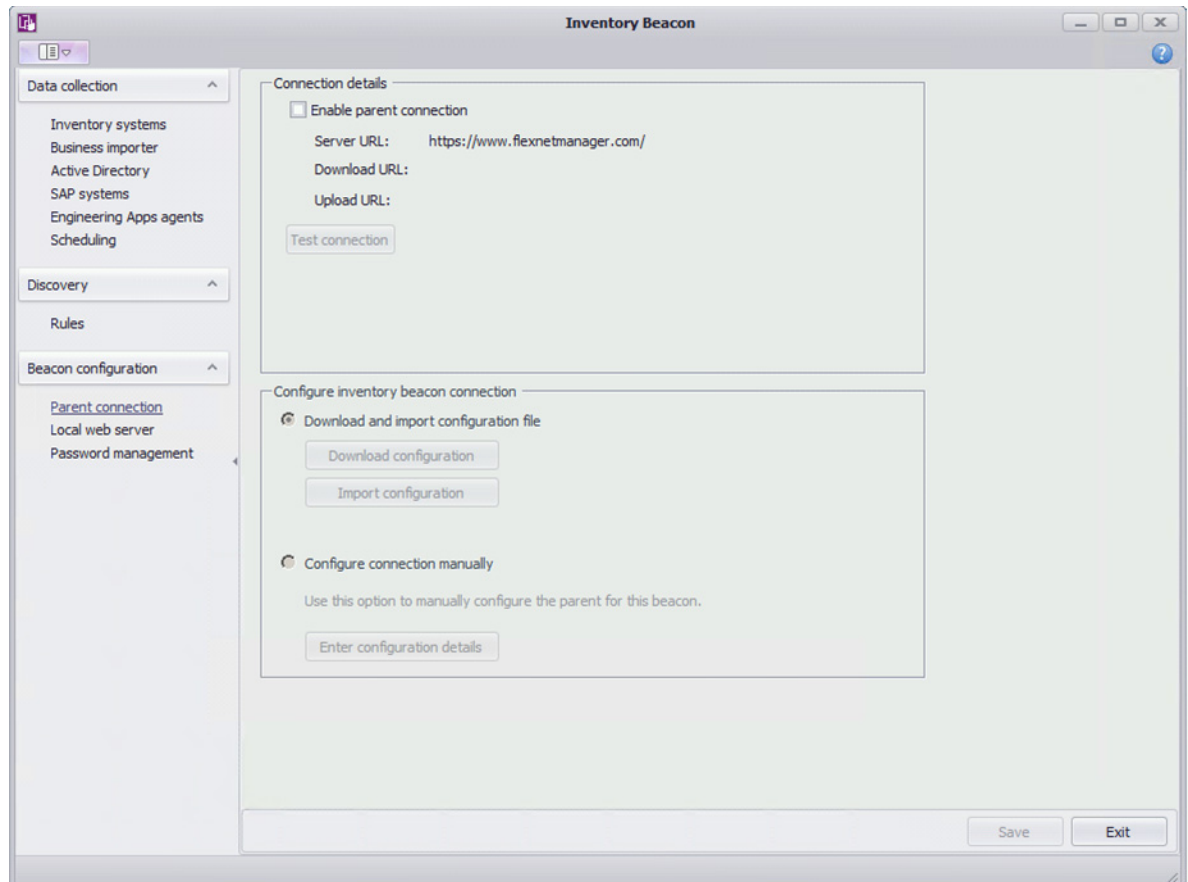 Inventory Beacon
Data collection
Inventory systems
Business importer
Active Directory
SAP systems
Engineering Apps agents
Scheduling
Discovery
Rules
Beacon configuration
Parent connection
Local web server
Password management
Connection details
Enable parent connection
Server URL: https://www.flexnetmanager.com/
Download URL:
Upload URL:
Test connection
Configure inventory beacon connection
Download and import configuration file
Download configuration
Import configuration
Configure connection manually
Use this option to manually configure the parent for this beacon.
Enter configuration details
Save Exit